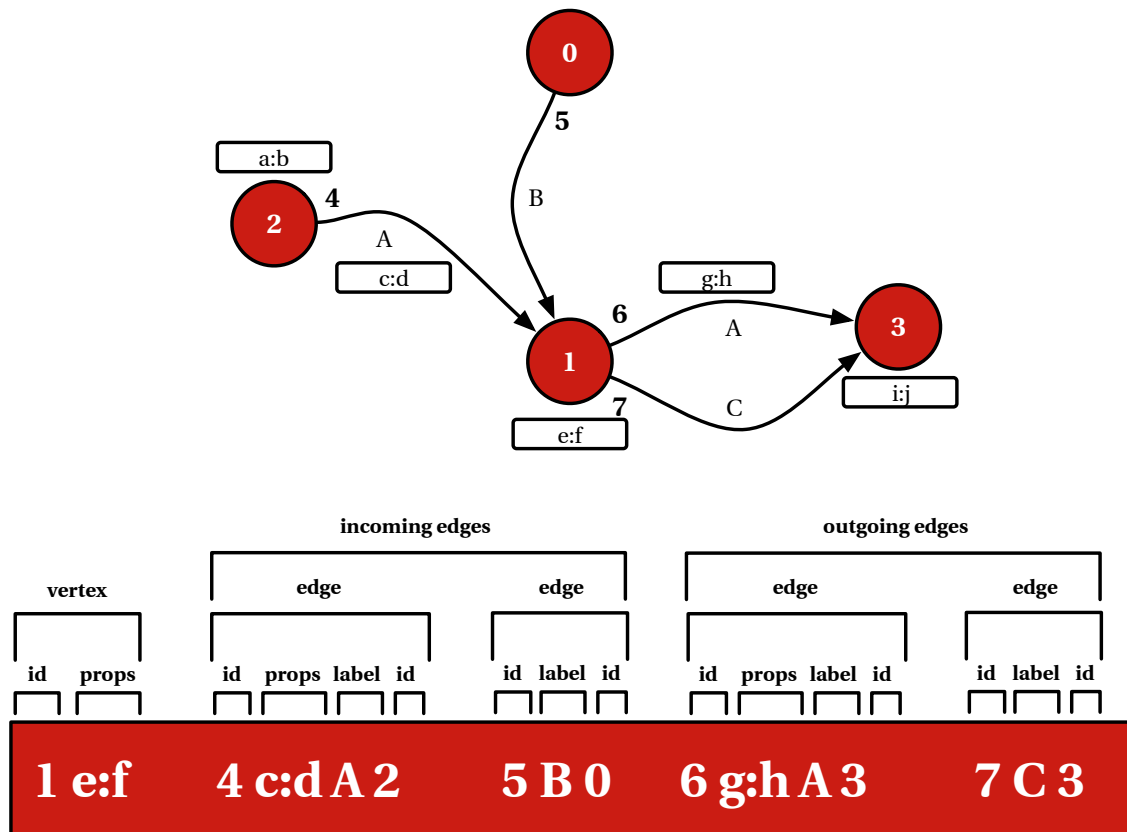 0
5
a:b
2
4
B
A
c:d
g:h
6
A
3
1
7
C
i:j
e:f
incoming edges
outgoing edges
vertex
edge
edge
edge
edge
id props id props label id id label id id props label id id label id
1 e:f 4 c:d A 2 5 B 0 6 g:h A 3 7 C 3